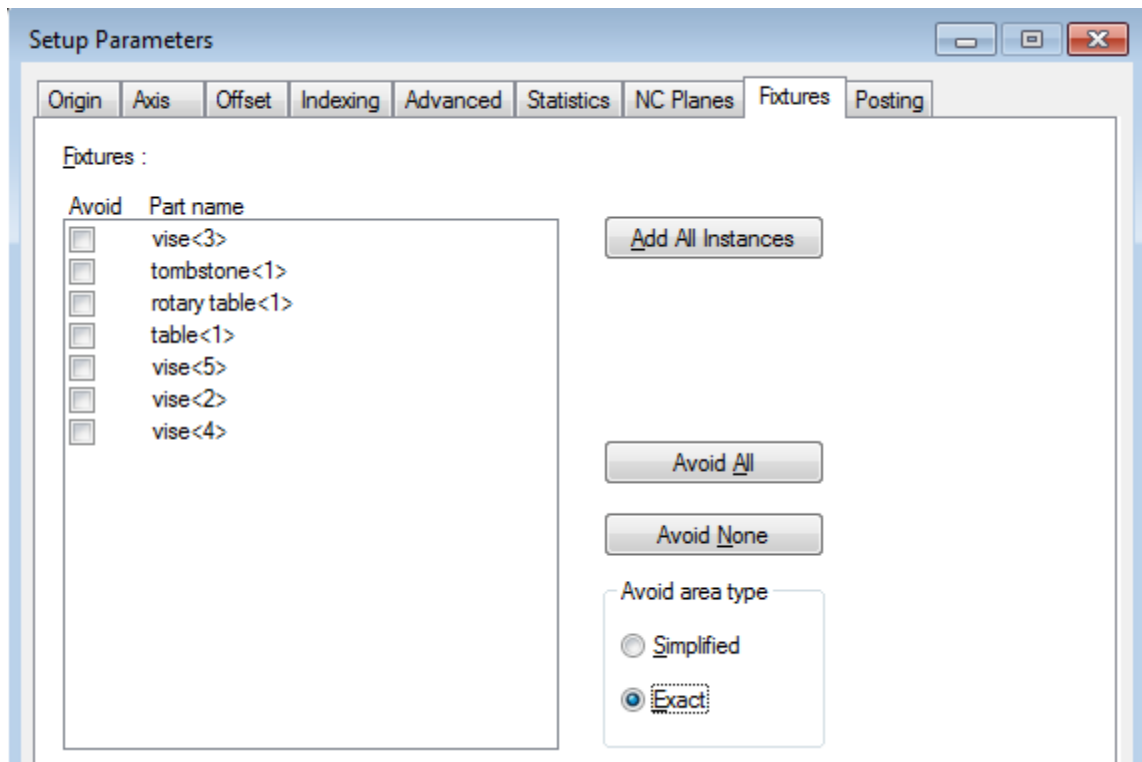 Setup Parameters
Origin Axis Offset Indexing Advanced Statistics NC Planes Fixtures Posting
Fixtures :
Avoid Part name
vise<3>
tombstone<1>
rotary table<1>
table<1>
vise<5>
vise<2>
vise<4>
Add All Instances
Avoid All
Avoid None
Avoid area type
Simplified
Exact